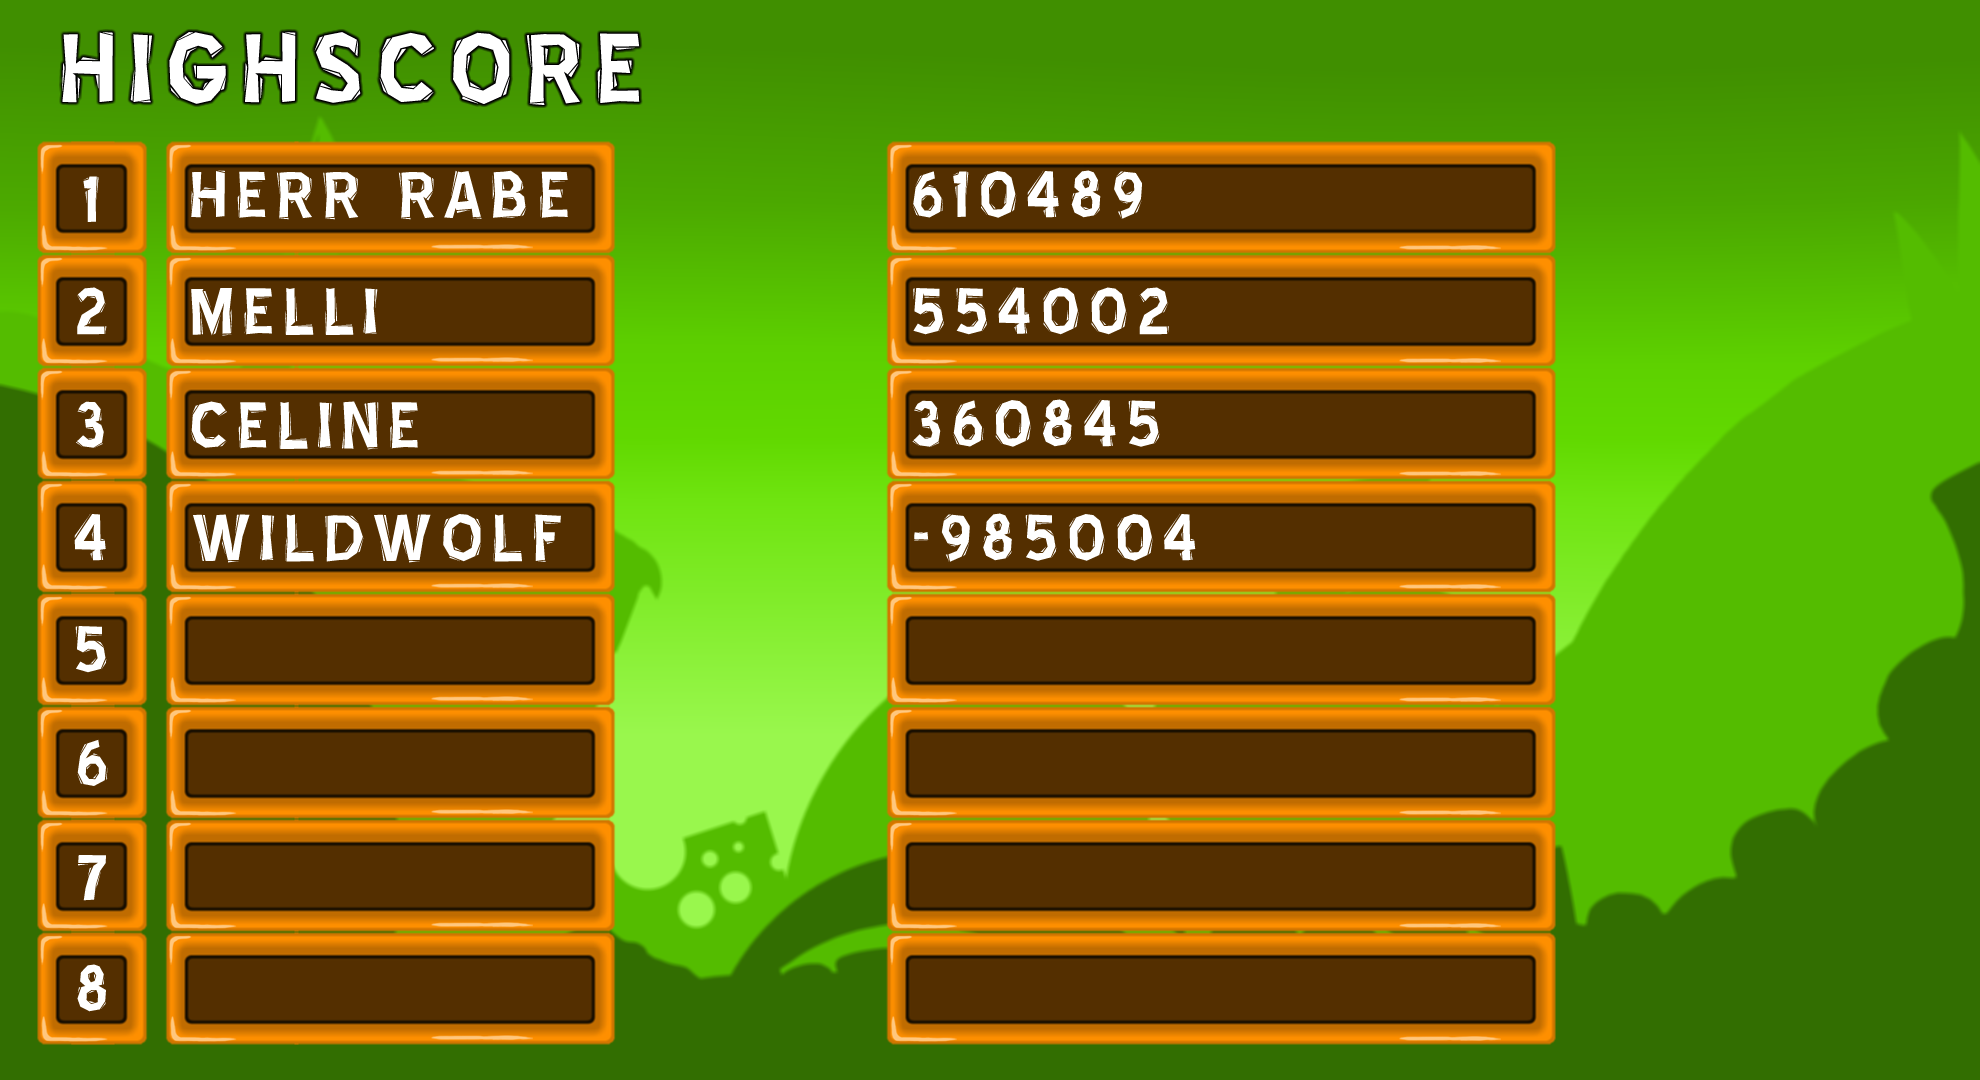 HIGHSCORE
1 HERR RABE 610489
2 MELLI 554002
3 CELINE 360845
4 WILDWOLF -985004
5
6
7
8